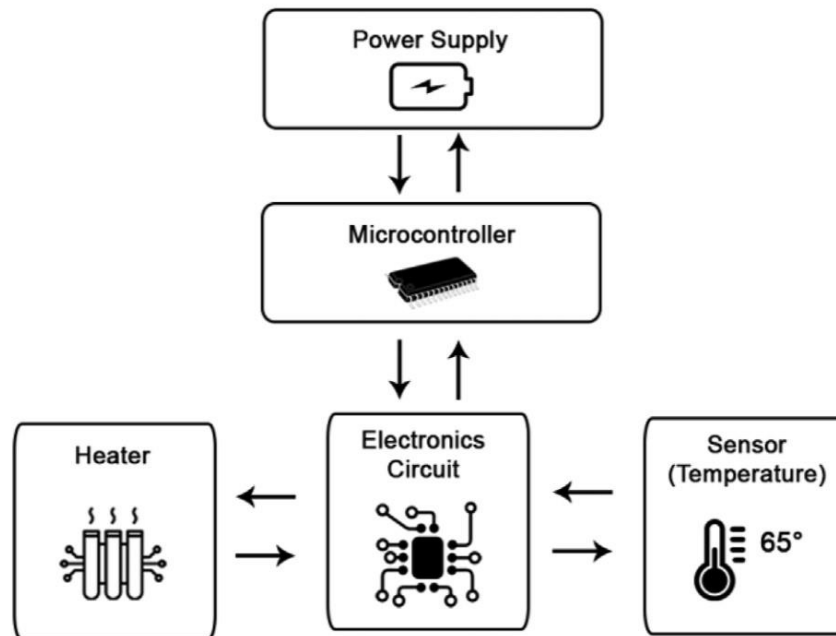 Power Supply
Microcontroller
Heater
Electronics
Circuit
Sensor
(Temperature)
65°